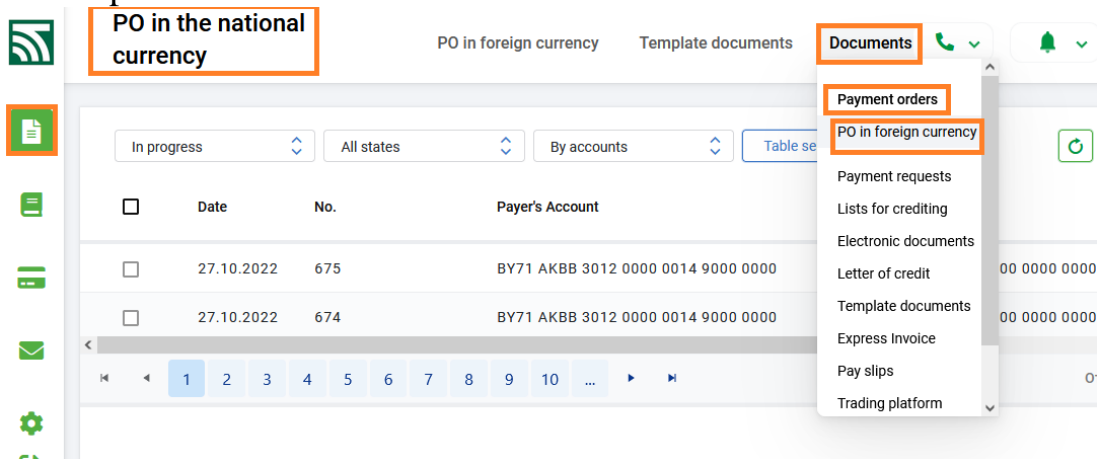 PO in the national
currency
PO in foreign currency
Template documents
Documents
Payment orders
PO in foreign currency
Payment requests
Lists for crediting
Electronic documents
Letter of credit
Template documents
Express Invoice
Pay slips
Trading platform
In progress
All states
By accounts
Table se
Date No. Payer's Account
27.10.2022 675 BY71 AKBB 3012 0000 0014 9000 0000 00 0000 0000
27.10.2022 674 BY71 AKBB 3012 0000 0014 9000 0000 00 0000 0000
1 2 3 4 5 6 7 8 9 10 ...